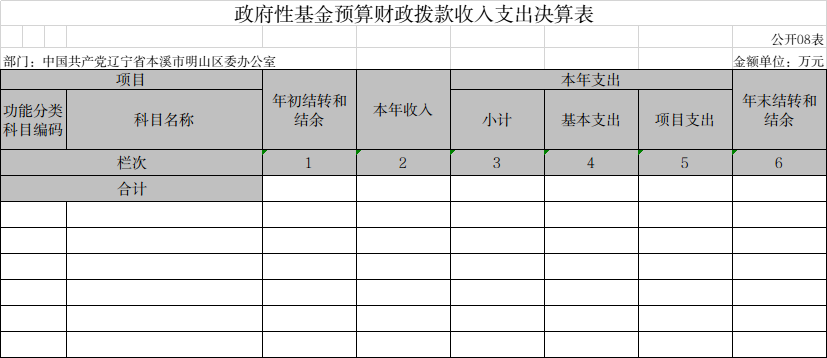 政府性基金预算财政拨款收入支出决算表
公开08表
部门：中国共产党辽宁省本溪市明山区委办公室 金额单位：万元
项目 年初结转和结余 本年收入 本年支出 年末结转和结余
功能分类科目编码 科目名称 小计 基本支出 项目支出
栏次 1 2 3 4 5 6
合计